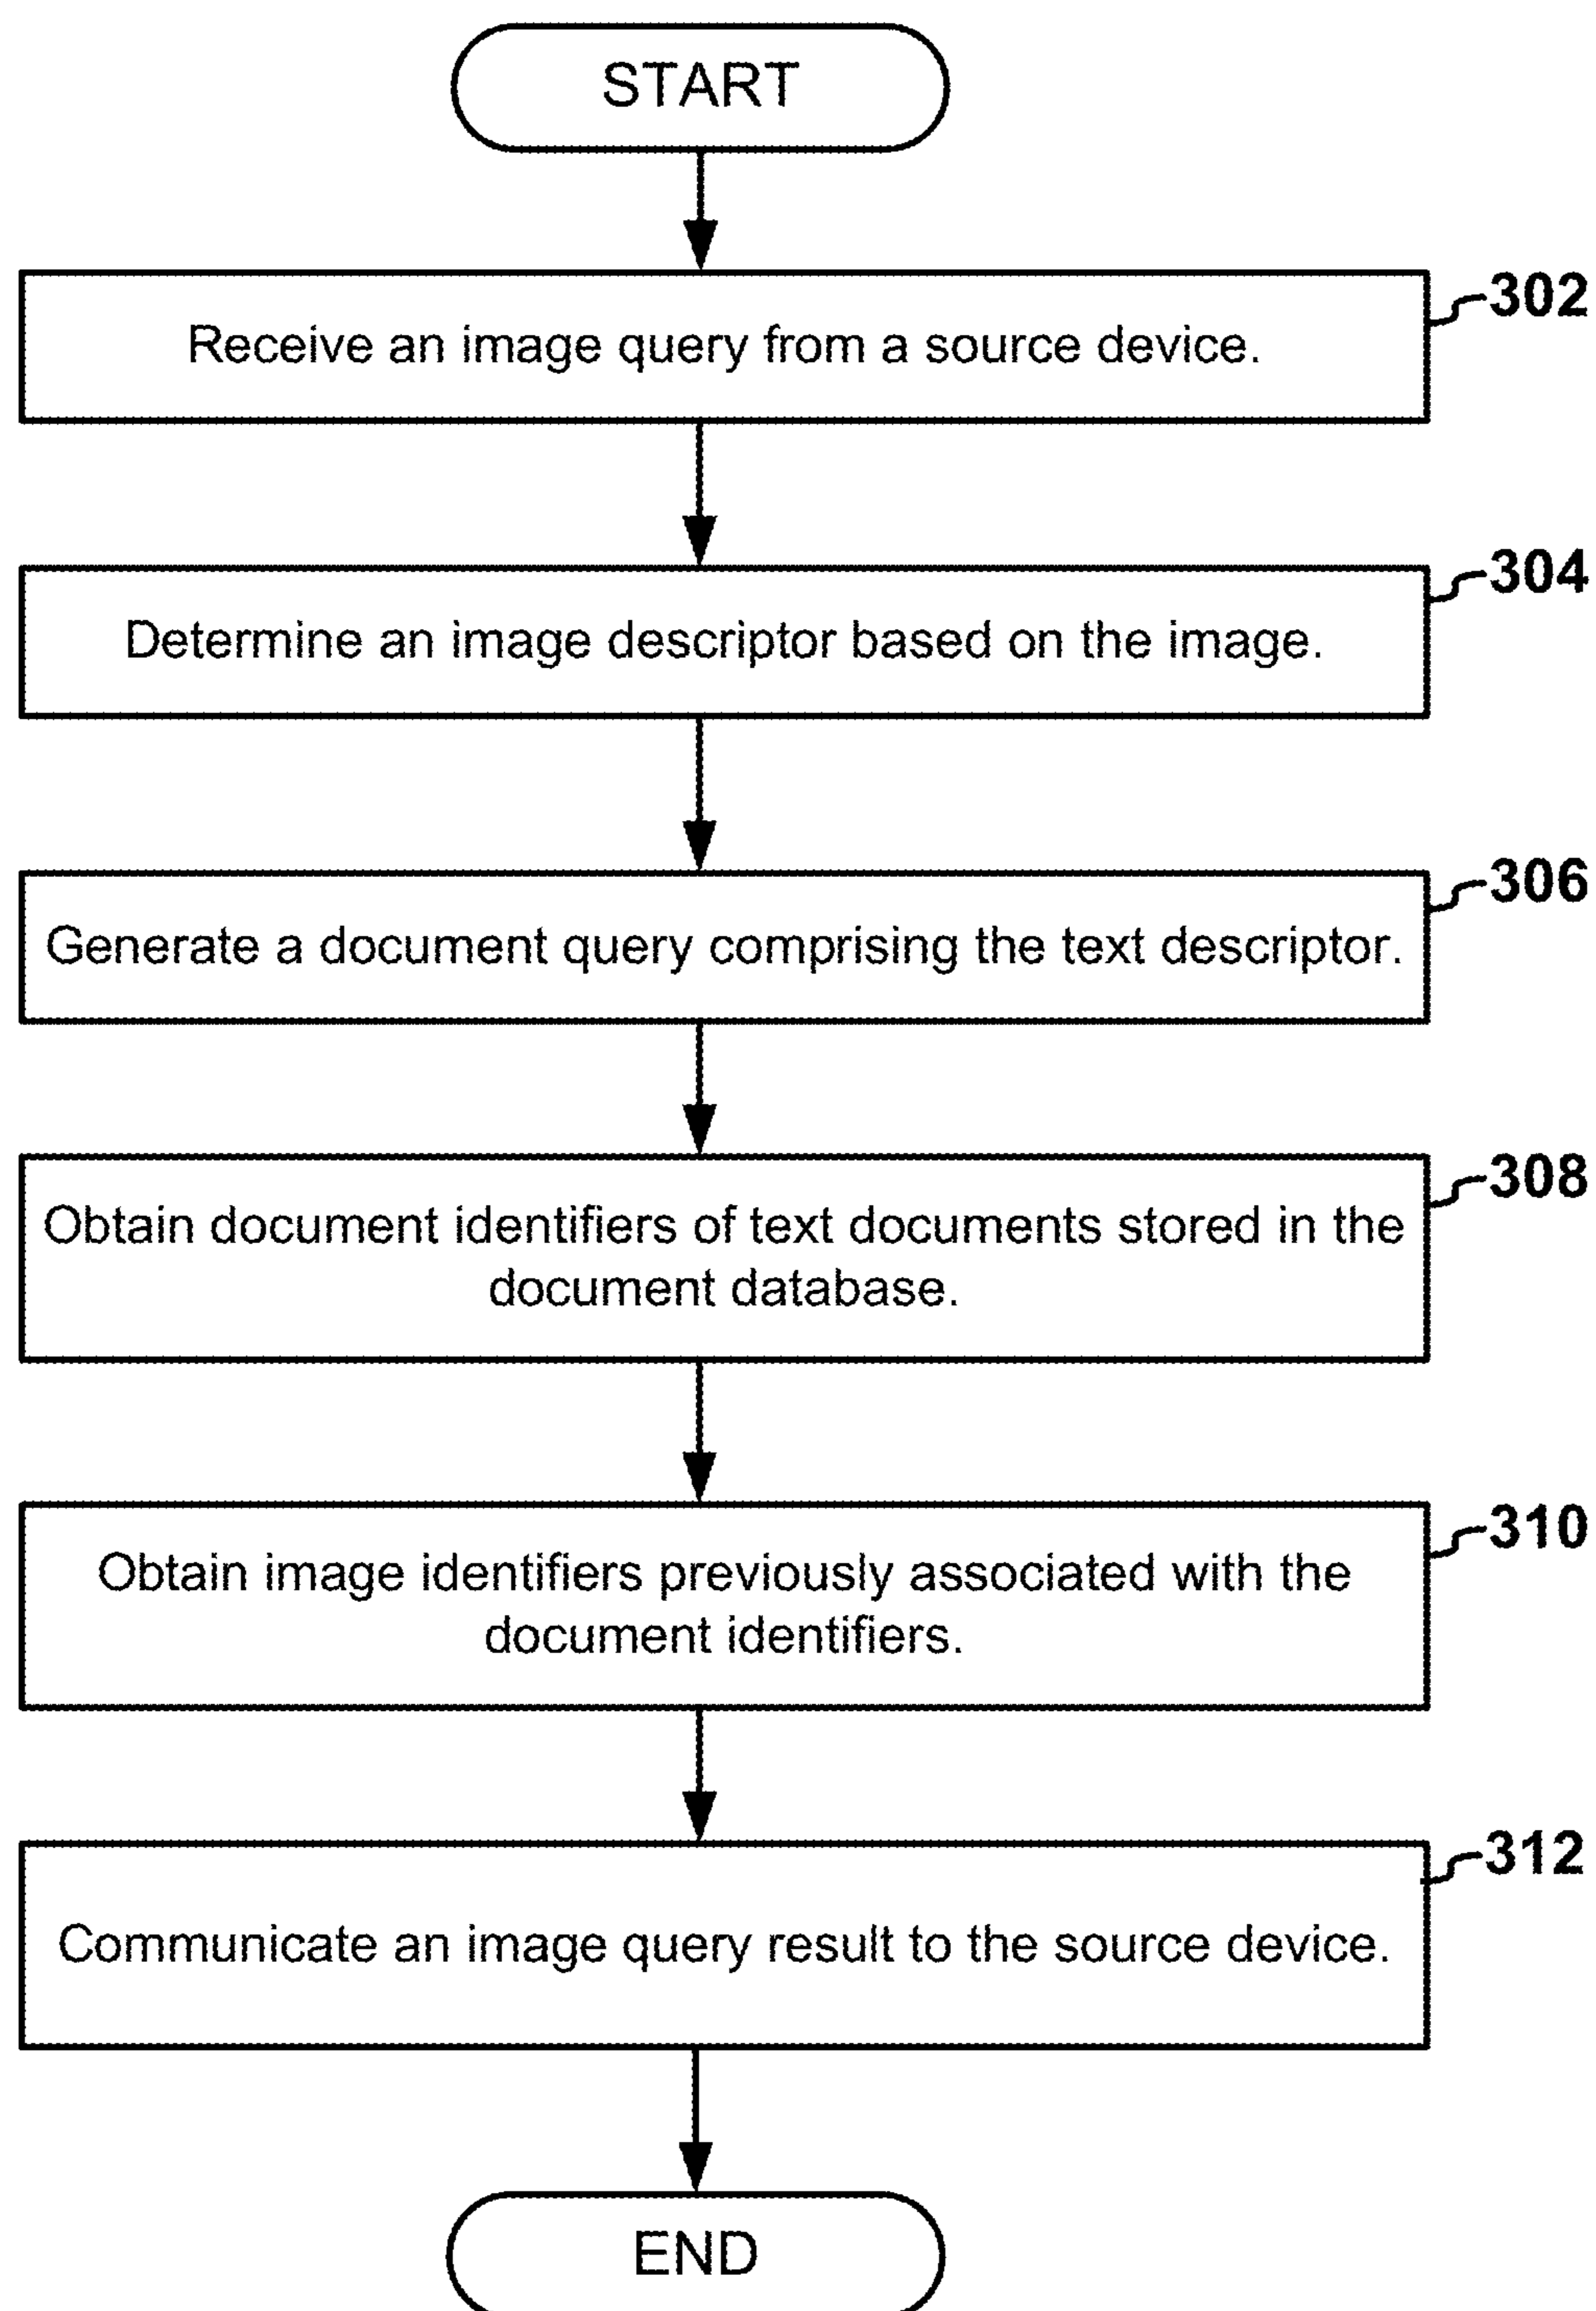 START
302
Receive an image query from a source device.
304
Determine an image descriptor based on the image.
306
Generate a document query comprising the text descriptor.
308
Obtain document identifiers of text documents stored in the
document database.
310
Obtain image identifiers previously associated with the
document identifiers.
312
Communicate an image query result to the source device.
END